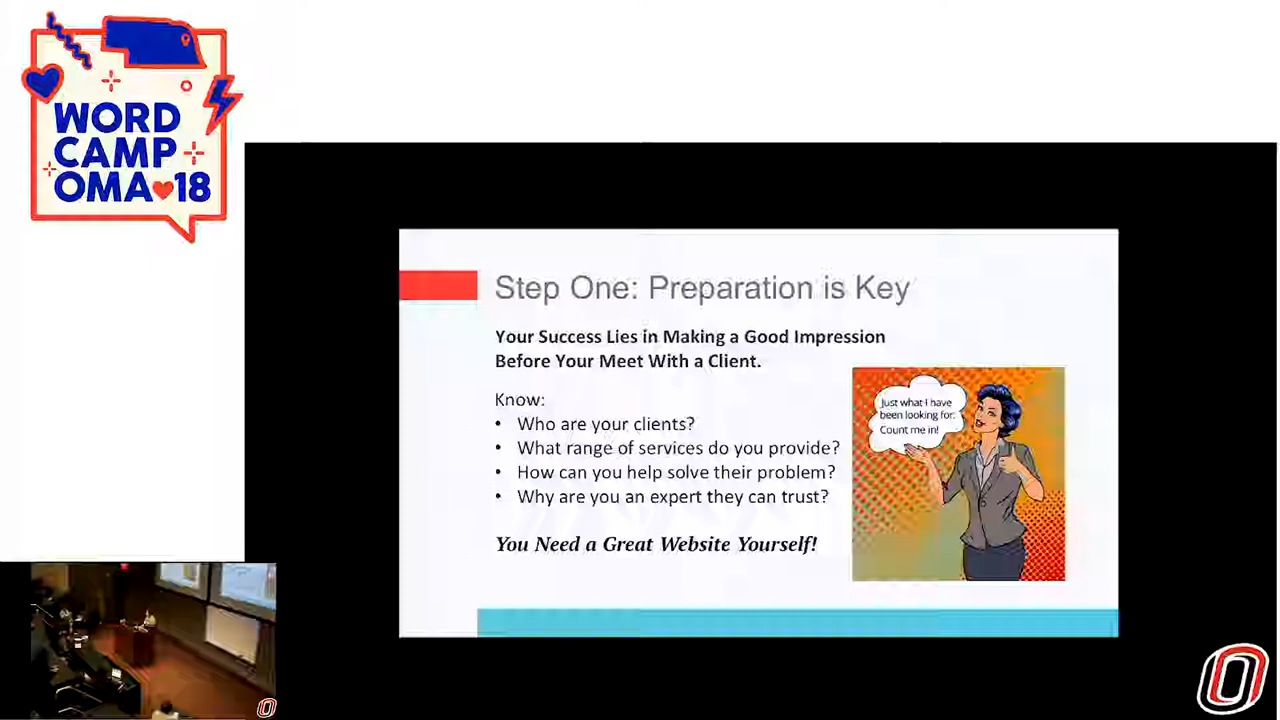 WORD
CAMP
OMA 18
Step One: Preparation is Key
Your Success Lies in Making a Good Impression
Before Your Meet With a Client.
Know:
• Who are your clients?
• What range of services do you provide?
• How can you help solve their problem?
• Why are you an expert they can trust?
You Need a Great Website Yourself!
Just what I have
been looking for.
Count me in!
O
O